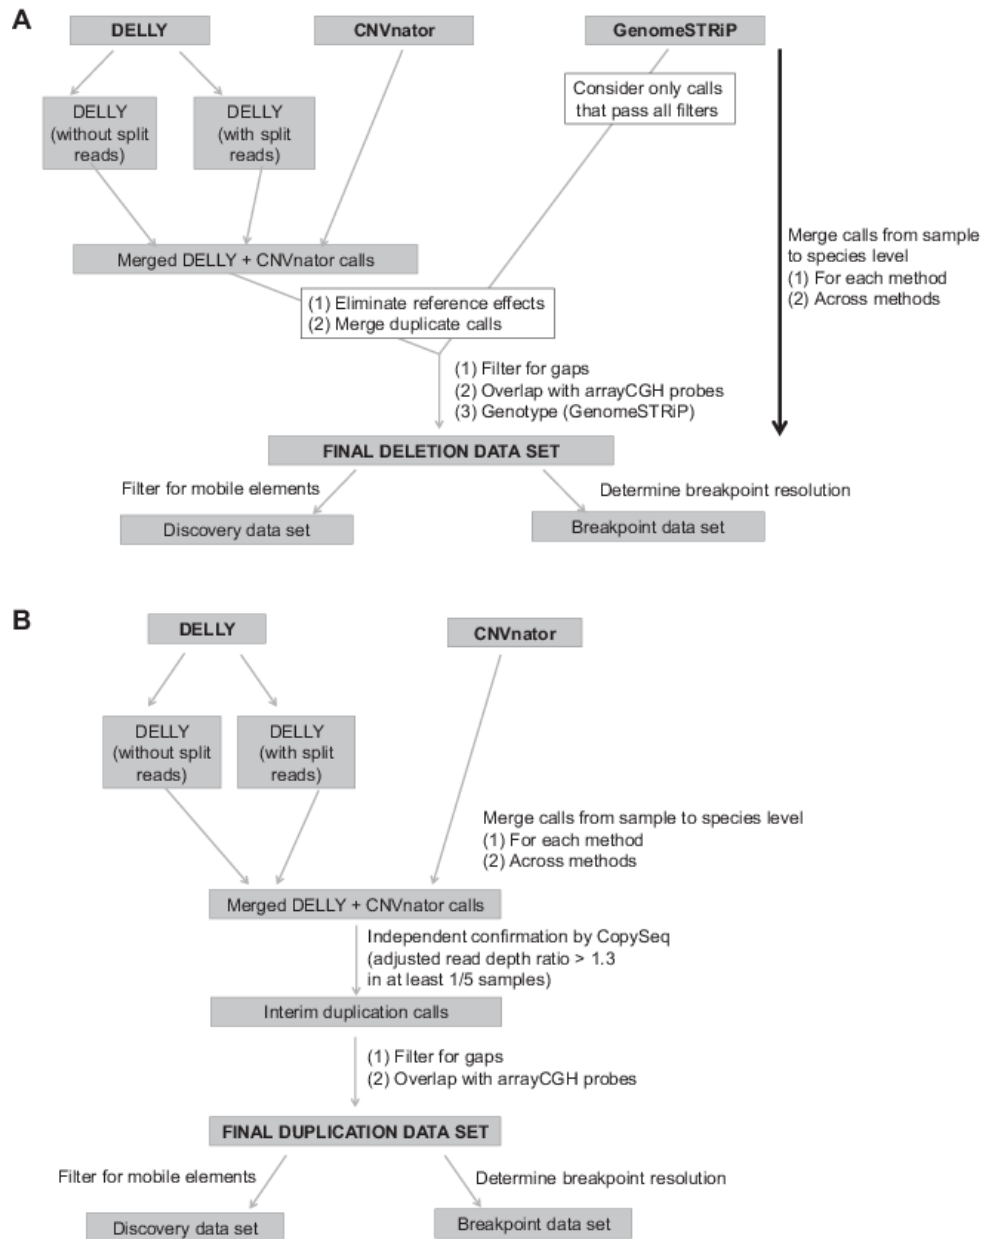 A
DELLY
CNVnator
GenomeSTRiP
Consider only calls
that pass all filters
DELLY
(without split
reads)
DELLY
(with split
reads)
Merged DELLY + CNVnator calls
Merge calls from sample
to species level
(1) For each method
(2) Across methods
(1) Eliminate reference effects
(2) Merge duplicate calls
(1) Filter for gaps
(2) Overlap with arrayCGH probes
(3) Genotype (GenomeSTRiP)
FINAL DELETION DATA SET
Filter for mobile elements
Determine breakpoint resolution
Discovery data set
Breakpoint data set
B
DELLY
CNVnator
DELLY
(without split
reads)
DELLY
(with split
reads)
Merge calls from sample to species level
(1) For each method
(2) Across methods
Merged DELLY + CNVnator calls
Independent confirmation by CopySeq
(adjusted read depth ratio > 1.3
in at least 1/5 samples)
Interim duplication calls
(1) Filter for gaps
(2) Overlap with arrayCGH probes
FINAL DUPLICATION DATA SET
Filter for mobile elements
Determine breakpoint resolution
Discovery data set
Breakpoint data set